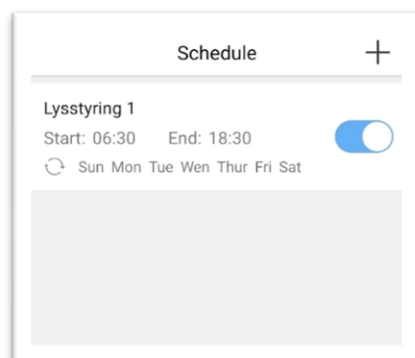 Schedule
Lysstyring 1
Start: 06:30 End: 18:30
Sun Mon Tue Wen Thur Fri Sat